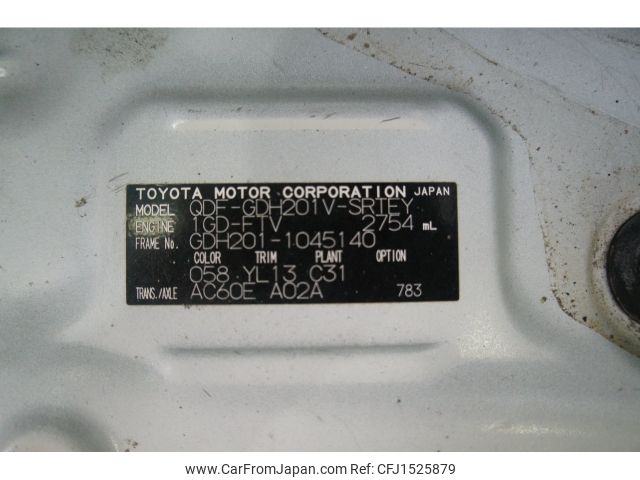 TOYOTA MOTOR CORPORATION JAPAN
MODEL QDF-GDH201V-SRTEY
ENGINE 1GD-FTV 2754 mL
FRAME No. GDH201-1045140
COLOR TRIM PLANT OPTION
058 YL13 C31
TRANS./AXLE AC60E A02A 783
www.CarFromJapan.com CFJ1525879